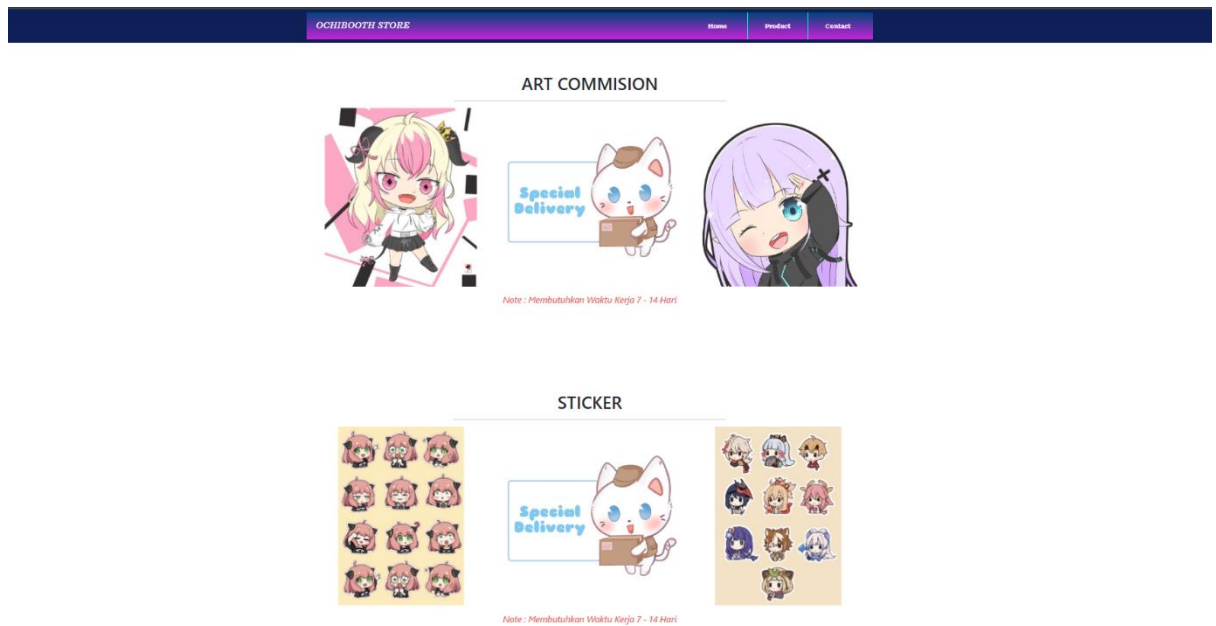 OCHIBOOTH STORE
Home Product Contact
ART COMMISION
Special
Delivery
Note : Membutuhkan Waktu Kerja 7 - 14 Hari
STICKER
Special
Delivery
Note : Membutuhkan Waktu Kerja 7 - 14 Hari